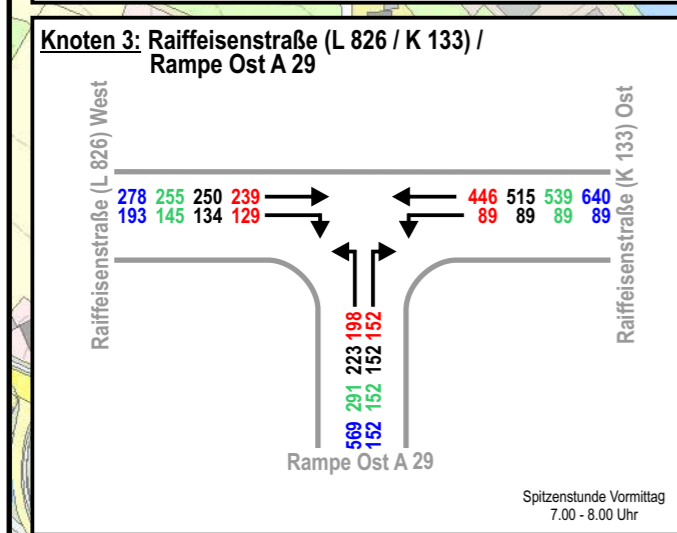 Knoten 3: Raiffeisenstraße (L 826 / K 133) /
Rampe Ost A 29
Raiffeisenstraße (L 826) West
278 255 250 239
193 145 134 129
446 515 539 640
89 89 89 89
Raiffeisenstraße (K 133) Ost
569 291 223 198
152 152 152 152
Rampe Ost A 29
Spitzenstunde Vormittag
7.00 - 8.00 Uhr